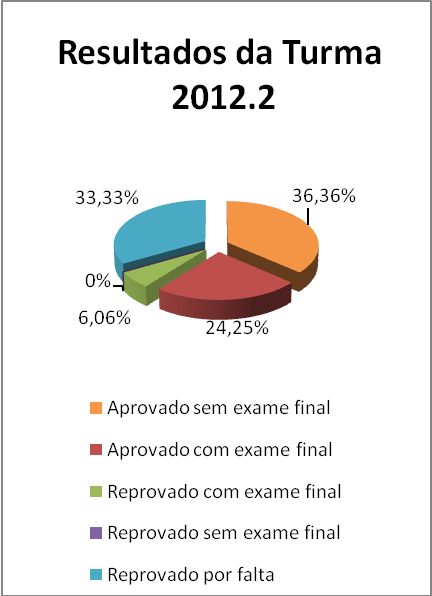 Resultados da Turma
2012.2
33,33%
36,36%
0%
6,06%
24,25%
Aprovado sem exame final
Aprovado com exame final
Reprovado com exame final
Reprovado sem exame final
Reprovado por falta